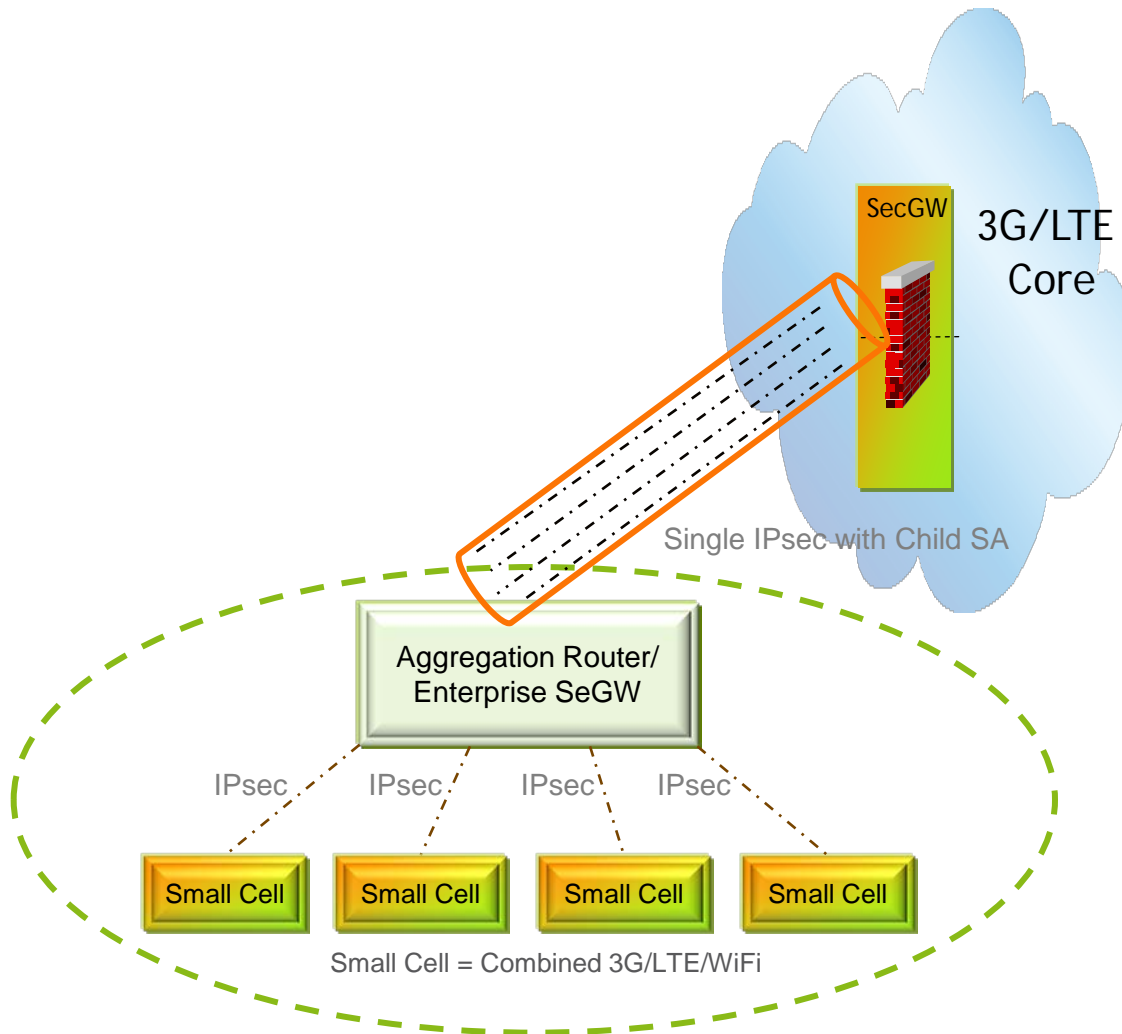 SecGW
3G/LTE
Core
Single IPsec with Child SA
Aggregation Router/
Enterprise SeGW
IPsec IPsec IPsec IPsec
Small Cell Small Cell Small Cell Small Cell
Small Cell = Combined 3G/LTE/WiFi